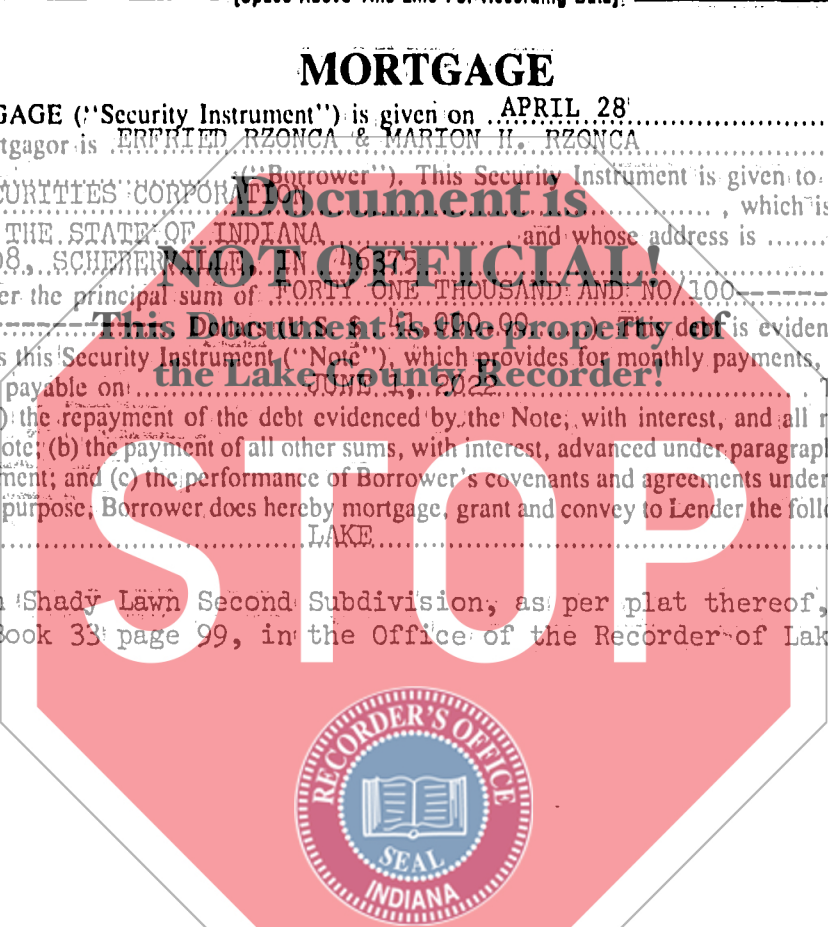 MORTGAGE
GAGE ("Security Instrument") is given on APRIL 28
tgagor is ERFRIED RZONCA & MARION H. RZONCA
("Borrower"). This Security Instrument is given to
CURITIES CORPORATION , which is
Document is
THE STATE OF INDIANA and whose address is
NOT OFFICIAL!
08, SCHERERVILLE, IN 46375
er the principal sum of FORTY ONE THOUSAND AND NO/100
Dollars (U.S. $ ). This debt is eviden
This Document is the property of
s this Security Instrument ("Note"), which provides for monthly payments,
the Lake County Recorder!
payable on JUNE 1, 2022
) the repayment of the debt evidenced by the Note, with interest, and all r
ote; (b) the payment of all other sums, with interest, advanced under paragraph
ment; and (c) the performance of Borrower's covenants and agreements under
purpose, Borrower does hereby mortgage, grant and convey to Lender the follo
LAKE
STOP
Shady Lawn Second Subdivision, as per plat thereof,
Book 33 page 99, in the Office of the Recorder of Lak
RECORDER'S OFFICE
SEAL
INDIANA